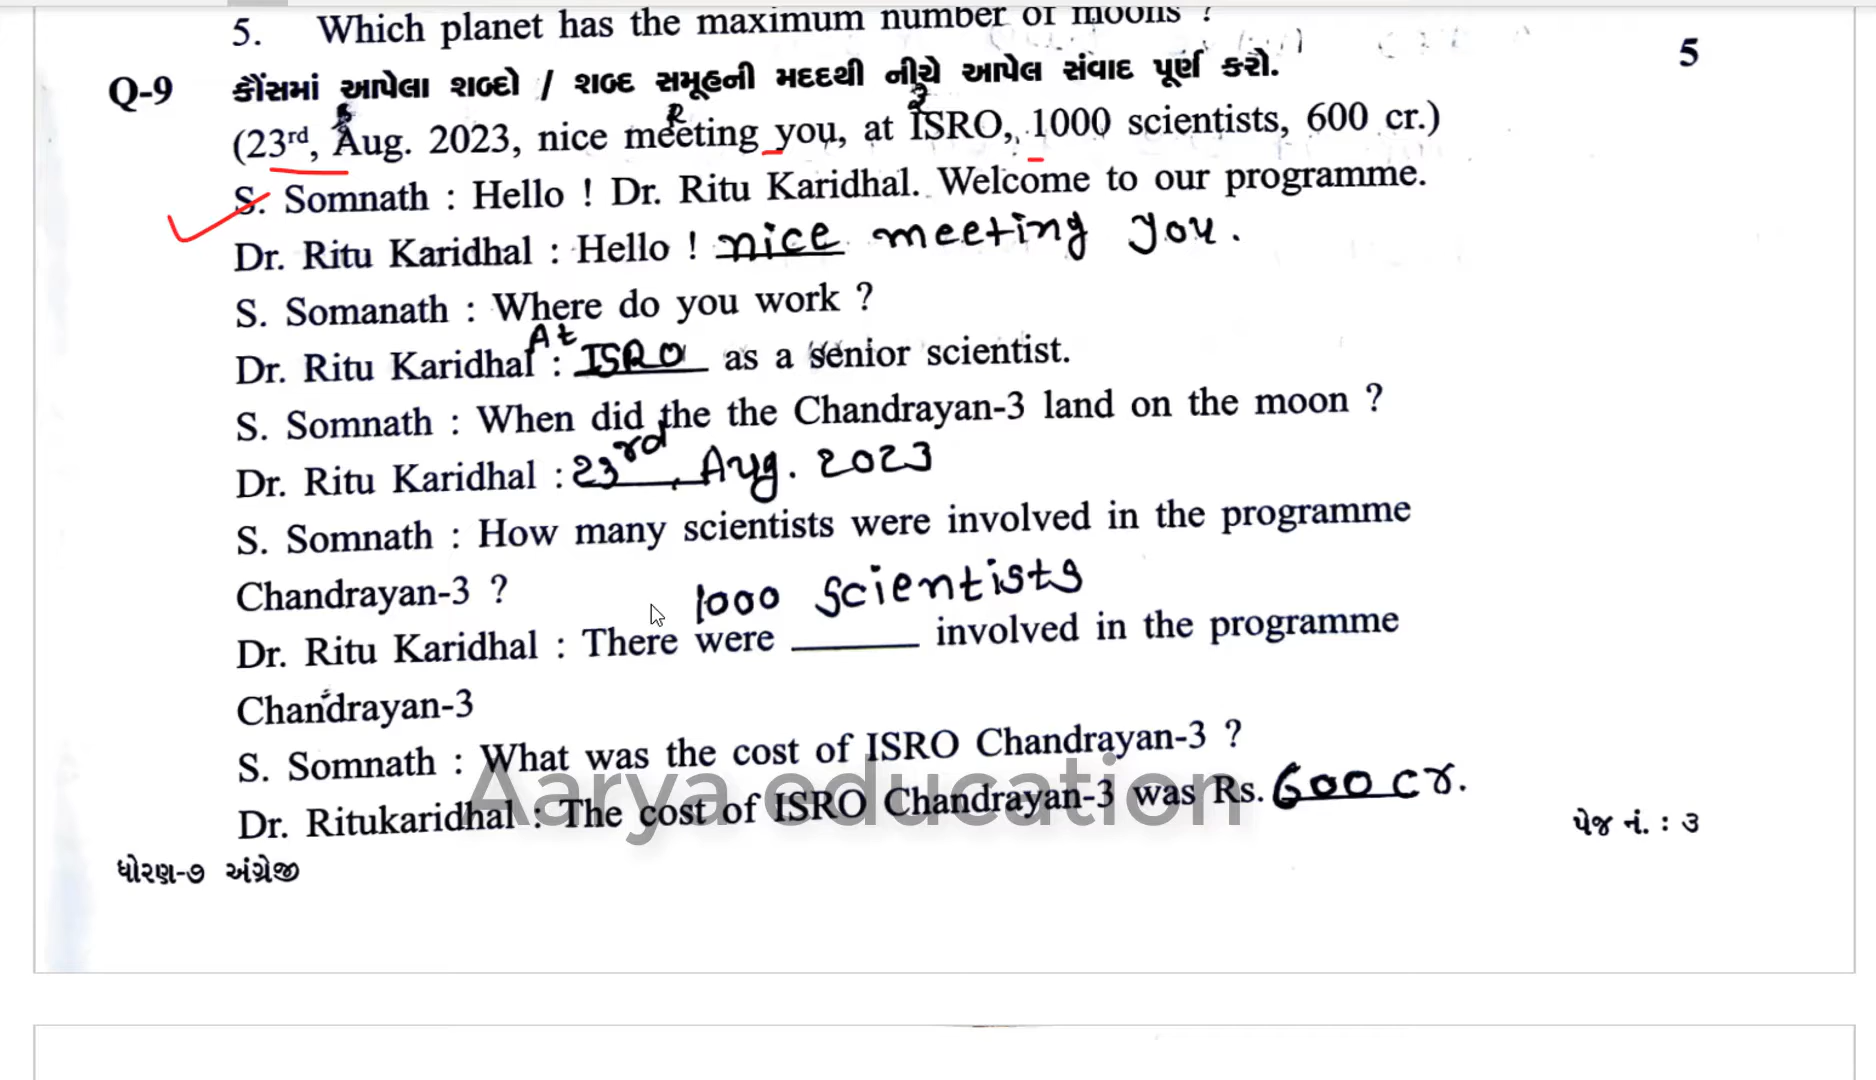 5. Which planet has the maximum number of moons ?
Q-9 કૌંસમાં આપેલા શબ્દો / શબ્દ સમૂહની મદદથી નીચે આપેલ સંવાદ પૂર્ણ કરો. 5
(23rd, Aug. 2023, nice meeting you, at ISRO, 1000 scientists, 600 cr.)
S. Somnath : Hello ! Dr. Ritu Karidhal. Welcome to our programme.
Dr. Ritu Karidhal : Hello ! nice meeting you.
S. Somanath : Where do you work ?
Dr. Ritu Karidhal : At ISRO as a senior scientist.
S. Somnath : When did the the Chandrayan-3 land on the moon ?
Dr. Ritu Karidhal : 23rd, Aug. 2023
S. Somnath : How many scientists were involved in the programme
Chandrayan-3 ?
1000 scientists
Dr. Ritu Karidhal : There were ______ involved in the programme
Chandrayan-3
S. Somnath : What was the cost of ISRO Chandrayan-3 ?
Aarya education
Dr. Ritukaridhal : The cost of ISRO Chandrayan-3 was Rs. 600 cr.
પેજ નં. : ૩
ધોરણ-૭ અંગ્રેજી